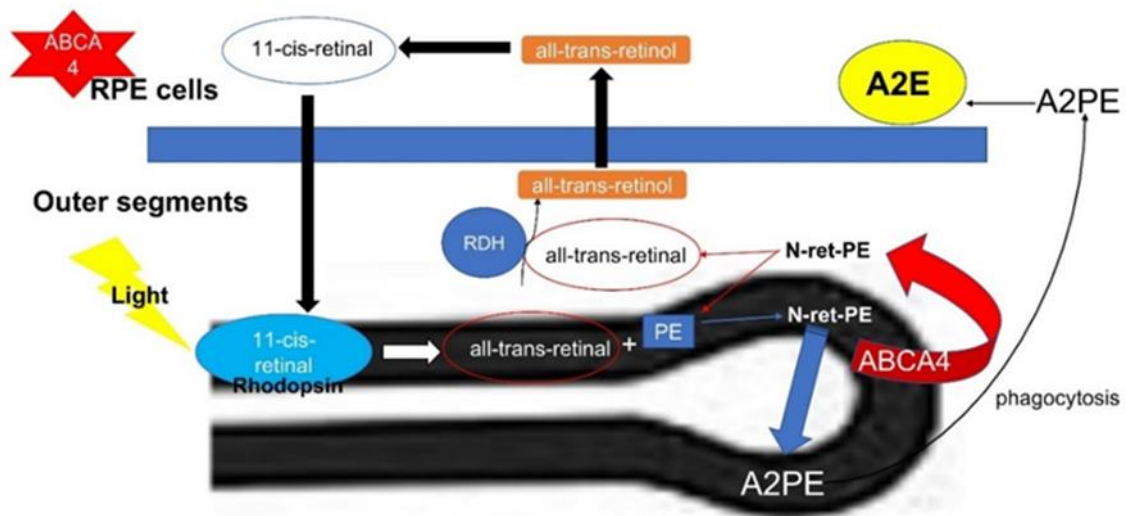 ABCA
4
RPE cells
11-cis-retinal
all-trans-retinol
A2E
A2PE
Outer segments
all-trans-retinol
RDH
all-trans-retinal
N-ret-PE
Light
11-cis-
retinal
Rhodopsin
all-trans-retinal
+
PE
N-ret-PE
ABCA4
phagocytosis
A2PE